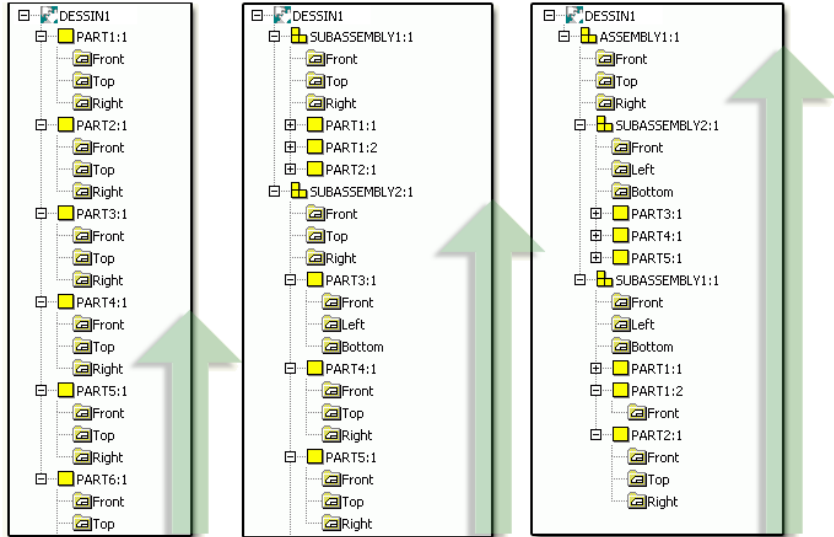 DESSIN1
PART1:1
Front
Top
Right
PART2:1
Front
Top
Right
PART3:1
Front
Top
Right
PART4:1
Front
Top
Right
PART5:1
Front
Top
Right
PART6:1
Front
Top
DESSIN1
SUBASSEMBLY1:1
Front
Top
Right
PART1:1
PART1:2
PART2:1
SUBASSEMBLY2:1
Front
Top
Right
PART3:1
Front
Left
Bottom
PART4:1
Front
Top
Right
PART5:1
Front
Top
Right
DESSIN1
ASSEMBLY1:1
Front
Top
Right
SUBASSEMBLY2:1
Front
Left
Bottom
PART3:1
PART4:1
PART5:1
SUBASSEMBLY1:1
Front
Left
Bottom
PART1:1
PART1:2
Front
PART2:1
Front
Top
Right